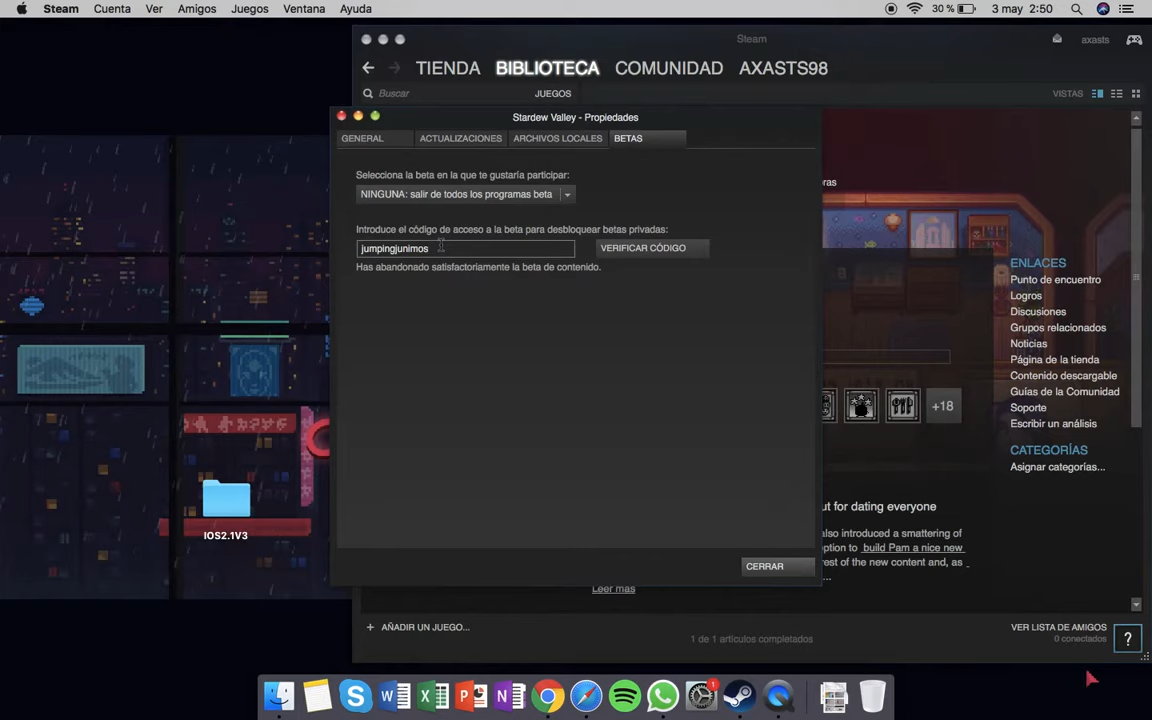 Steam Cuenta Ver Amigos Juegos Ventana Ayuda 30 % 3 may 2:50
Steam
axasts
TIENDA BIBLIOTECA COMUNIDAD AXASTS98
Buscar JUEGOS VISTAS
Stardew Valley - Propiedades
GENERAL ACTUALIZACIONES ARCHIVOS LOCALES BETAS
Selecciona la beta en la que te gustaría participar:
NINGUNA: salir de todos los programas beta
Introduce el código de acceso a la beta para desbloquear betas privadas:
jumpingjunimos VERIFICAR CÓDIGO
Has abandonado satisfactoriamente la beta de contenido.
CERRAR
oras
ENLACES
Punto de encuentro
Logros
Discusiones
Grupos relacionados
Noticias
Página de la tienda
Contenido descargable
Guías de la Comunidad
Soporte
Escribir un análisis
CATEGORÍAS
Asignar categorías...
+18
ut for dating everyone
also introduced a smattering of
option to build Pam a nice new
rest of the new content and, as
...
Leer más
IOS2.1V3
+ AÑADIR UN JUEGO...
1 de 1 artículos completados
VER LISTA DE AMIGOS
0 conectados
?
W X P N 1